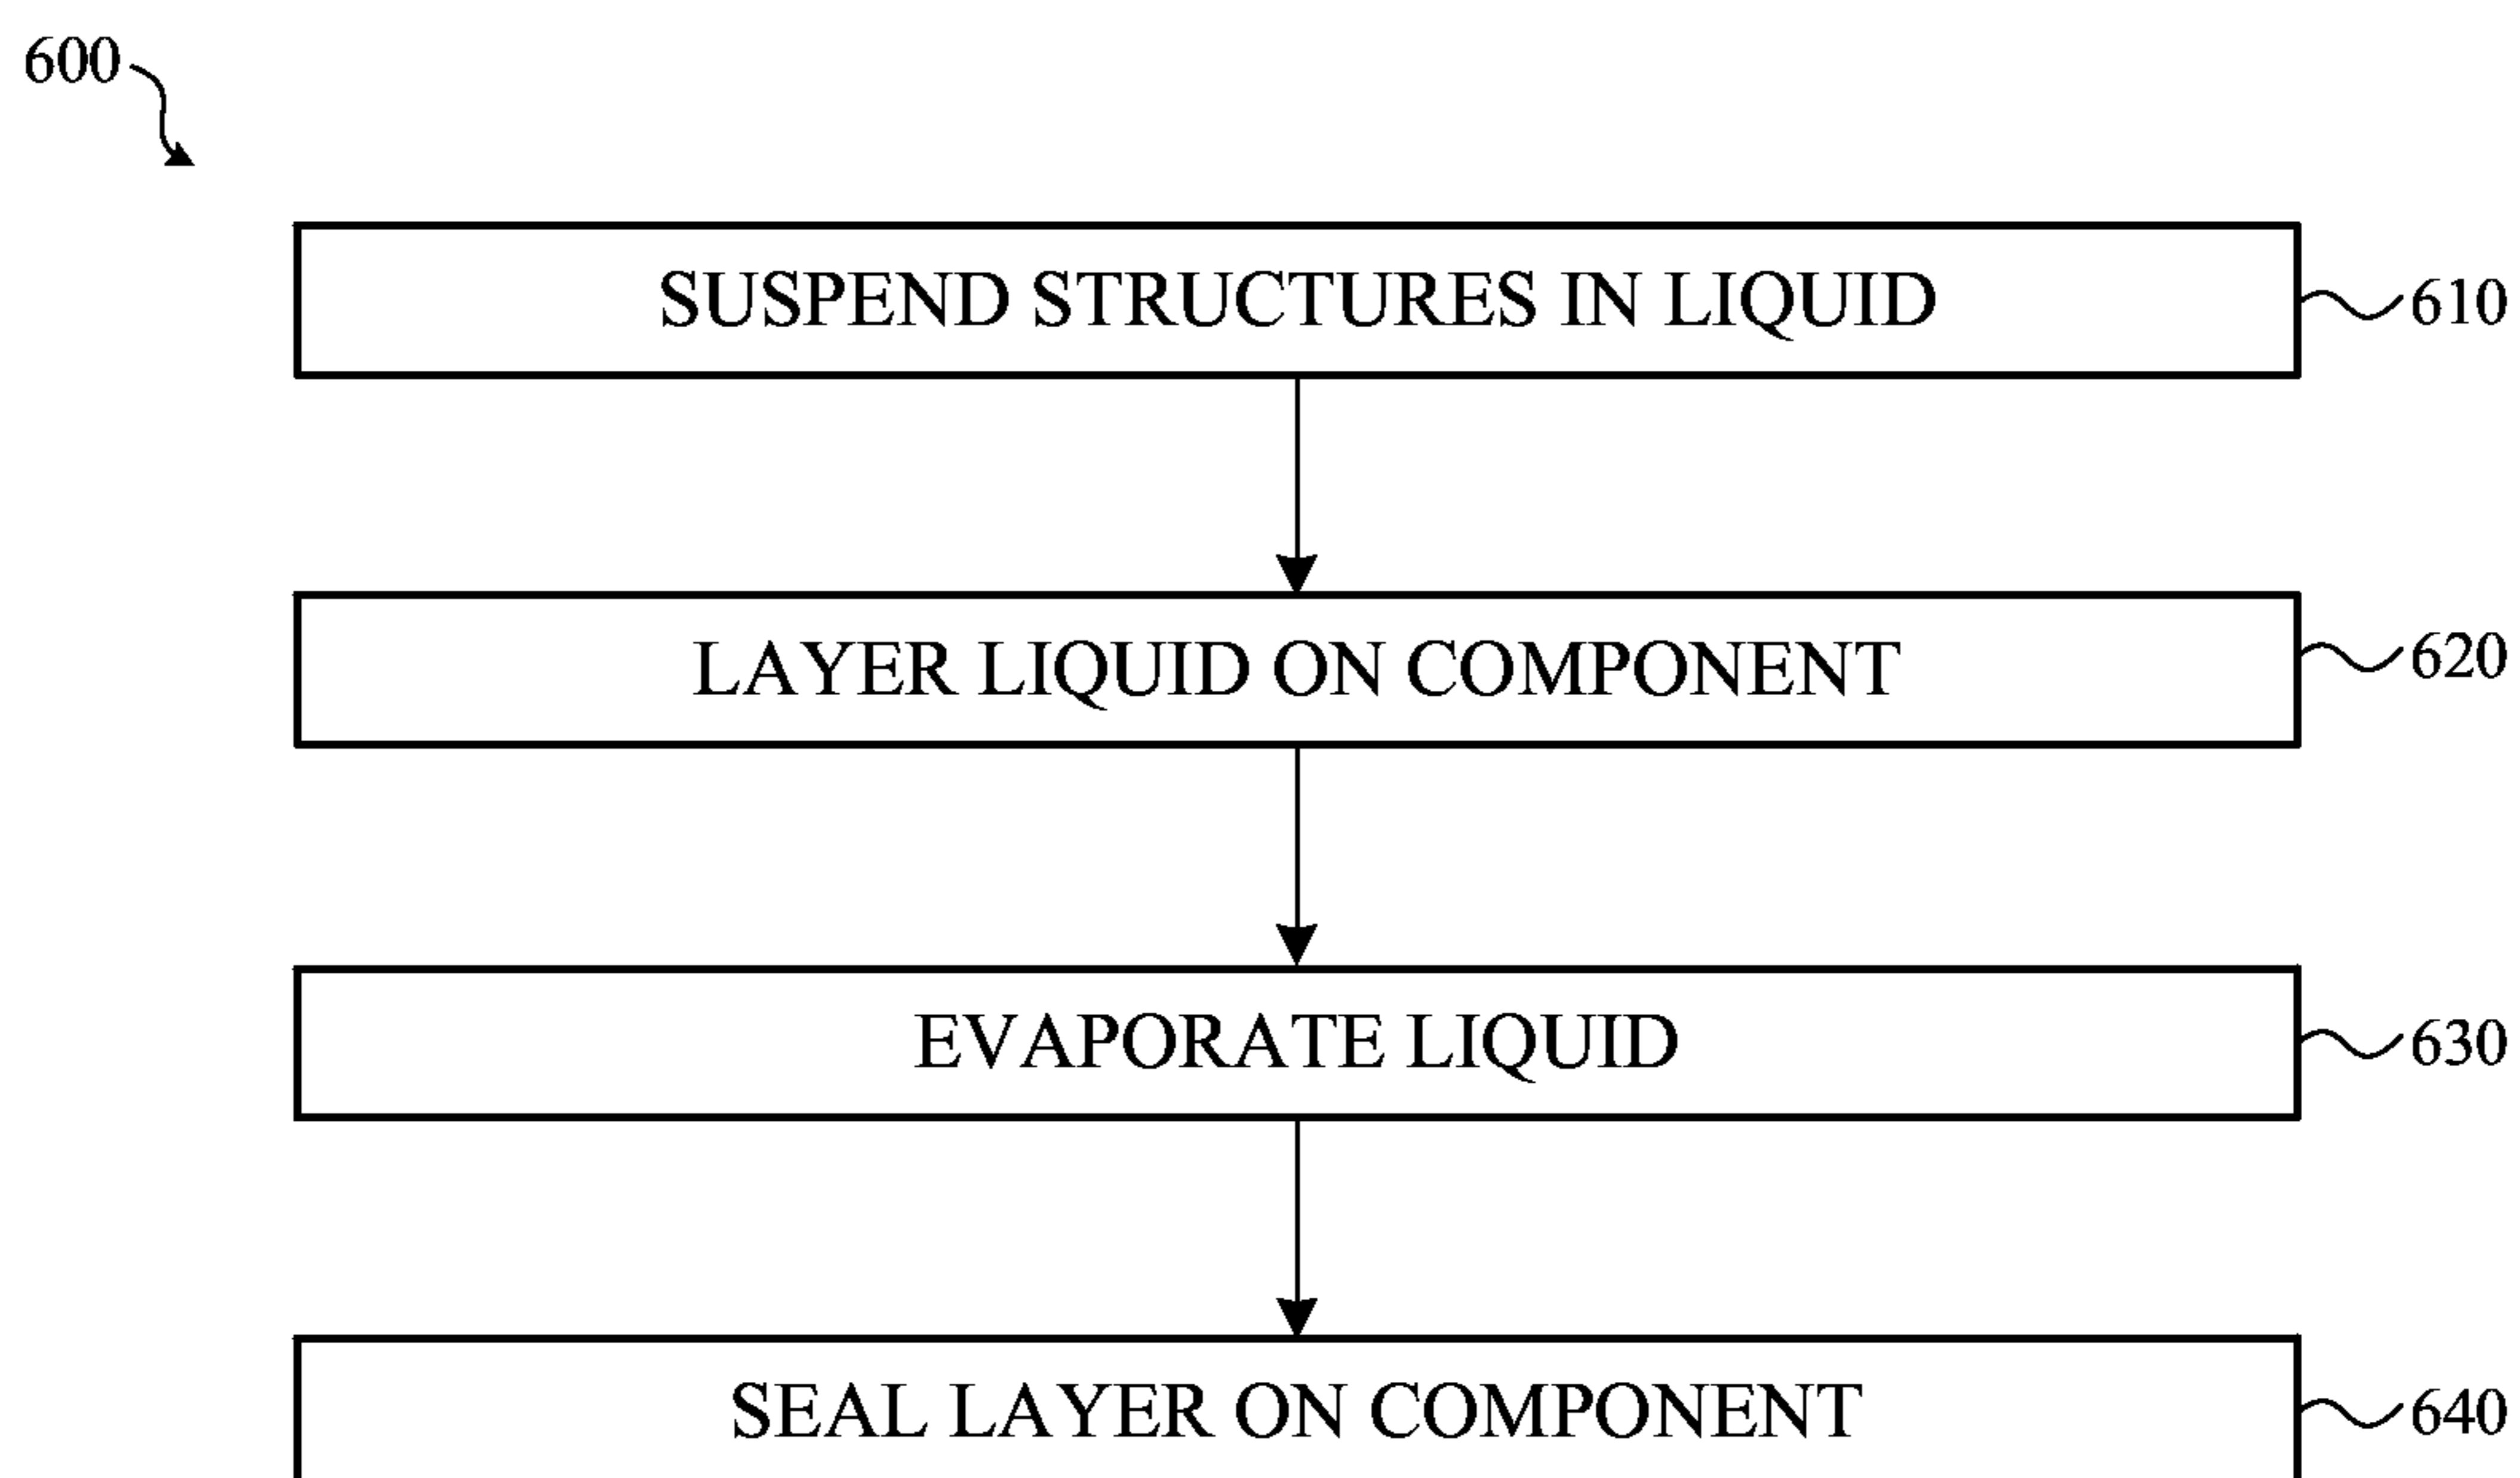 600
SUSPEND STRUCTURES IN LIQUID
610
LAYER LIQUID ON COMPONENT
620
EVAPORATE LIQUID
630
SEAL LAYER ON COMPONENT
640